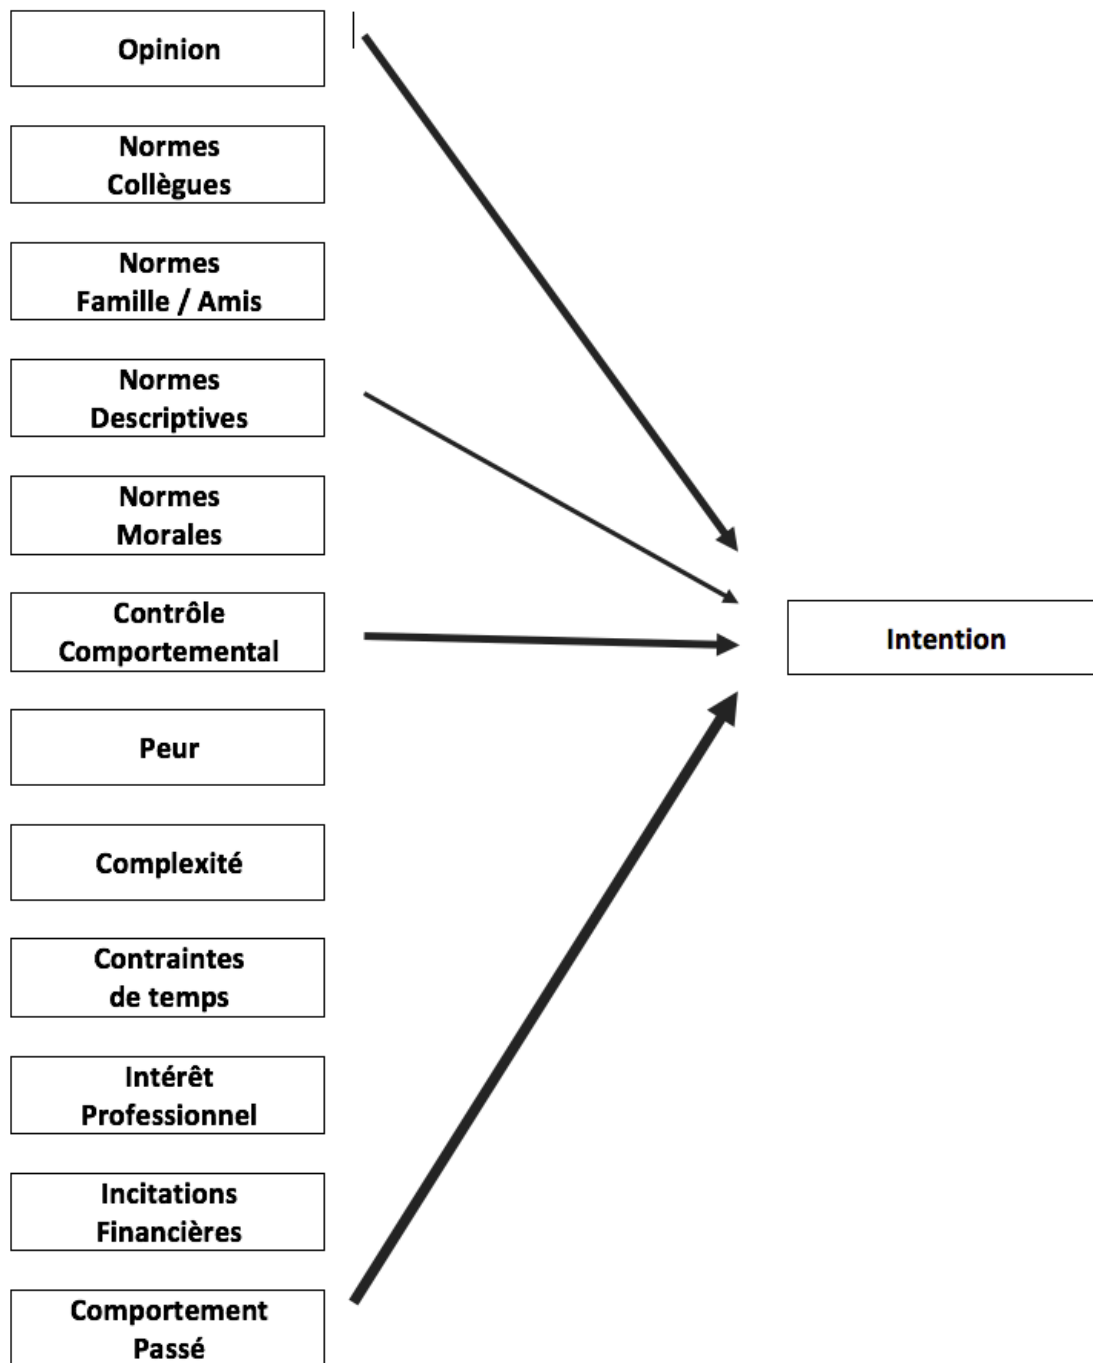 Opinion
Normes
Collègues
Normes
Famille / Amis
Normes
Descriptives
Normes
Morales
Contrôle
Comportemental
Intention
Peur
Complexité
Contraintes
de temps
Intérêt
Professionnel
Incitations
Financières
Comportement
Passé